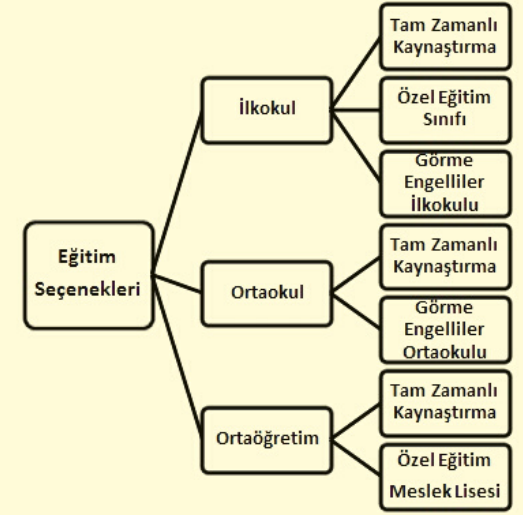 Eğitim
Seçenekleri
İlkokul
Tam Zamanlı
Kaynaştırma
Özel Eğitim
Sınıfı
Görme
Engelliler
İlkokulu
Ortaokul
Tam Zamanlı
Kaynaştırma
Görme
Engelliler
Ortaokulu
Ortaöğretim
Tam Zamanlı
Kaynaştırma
Özel Eğitim
Meslek Lisesi